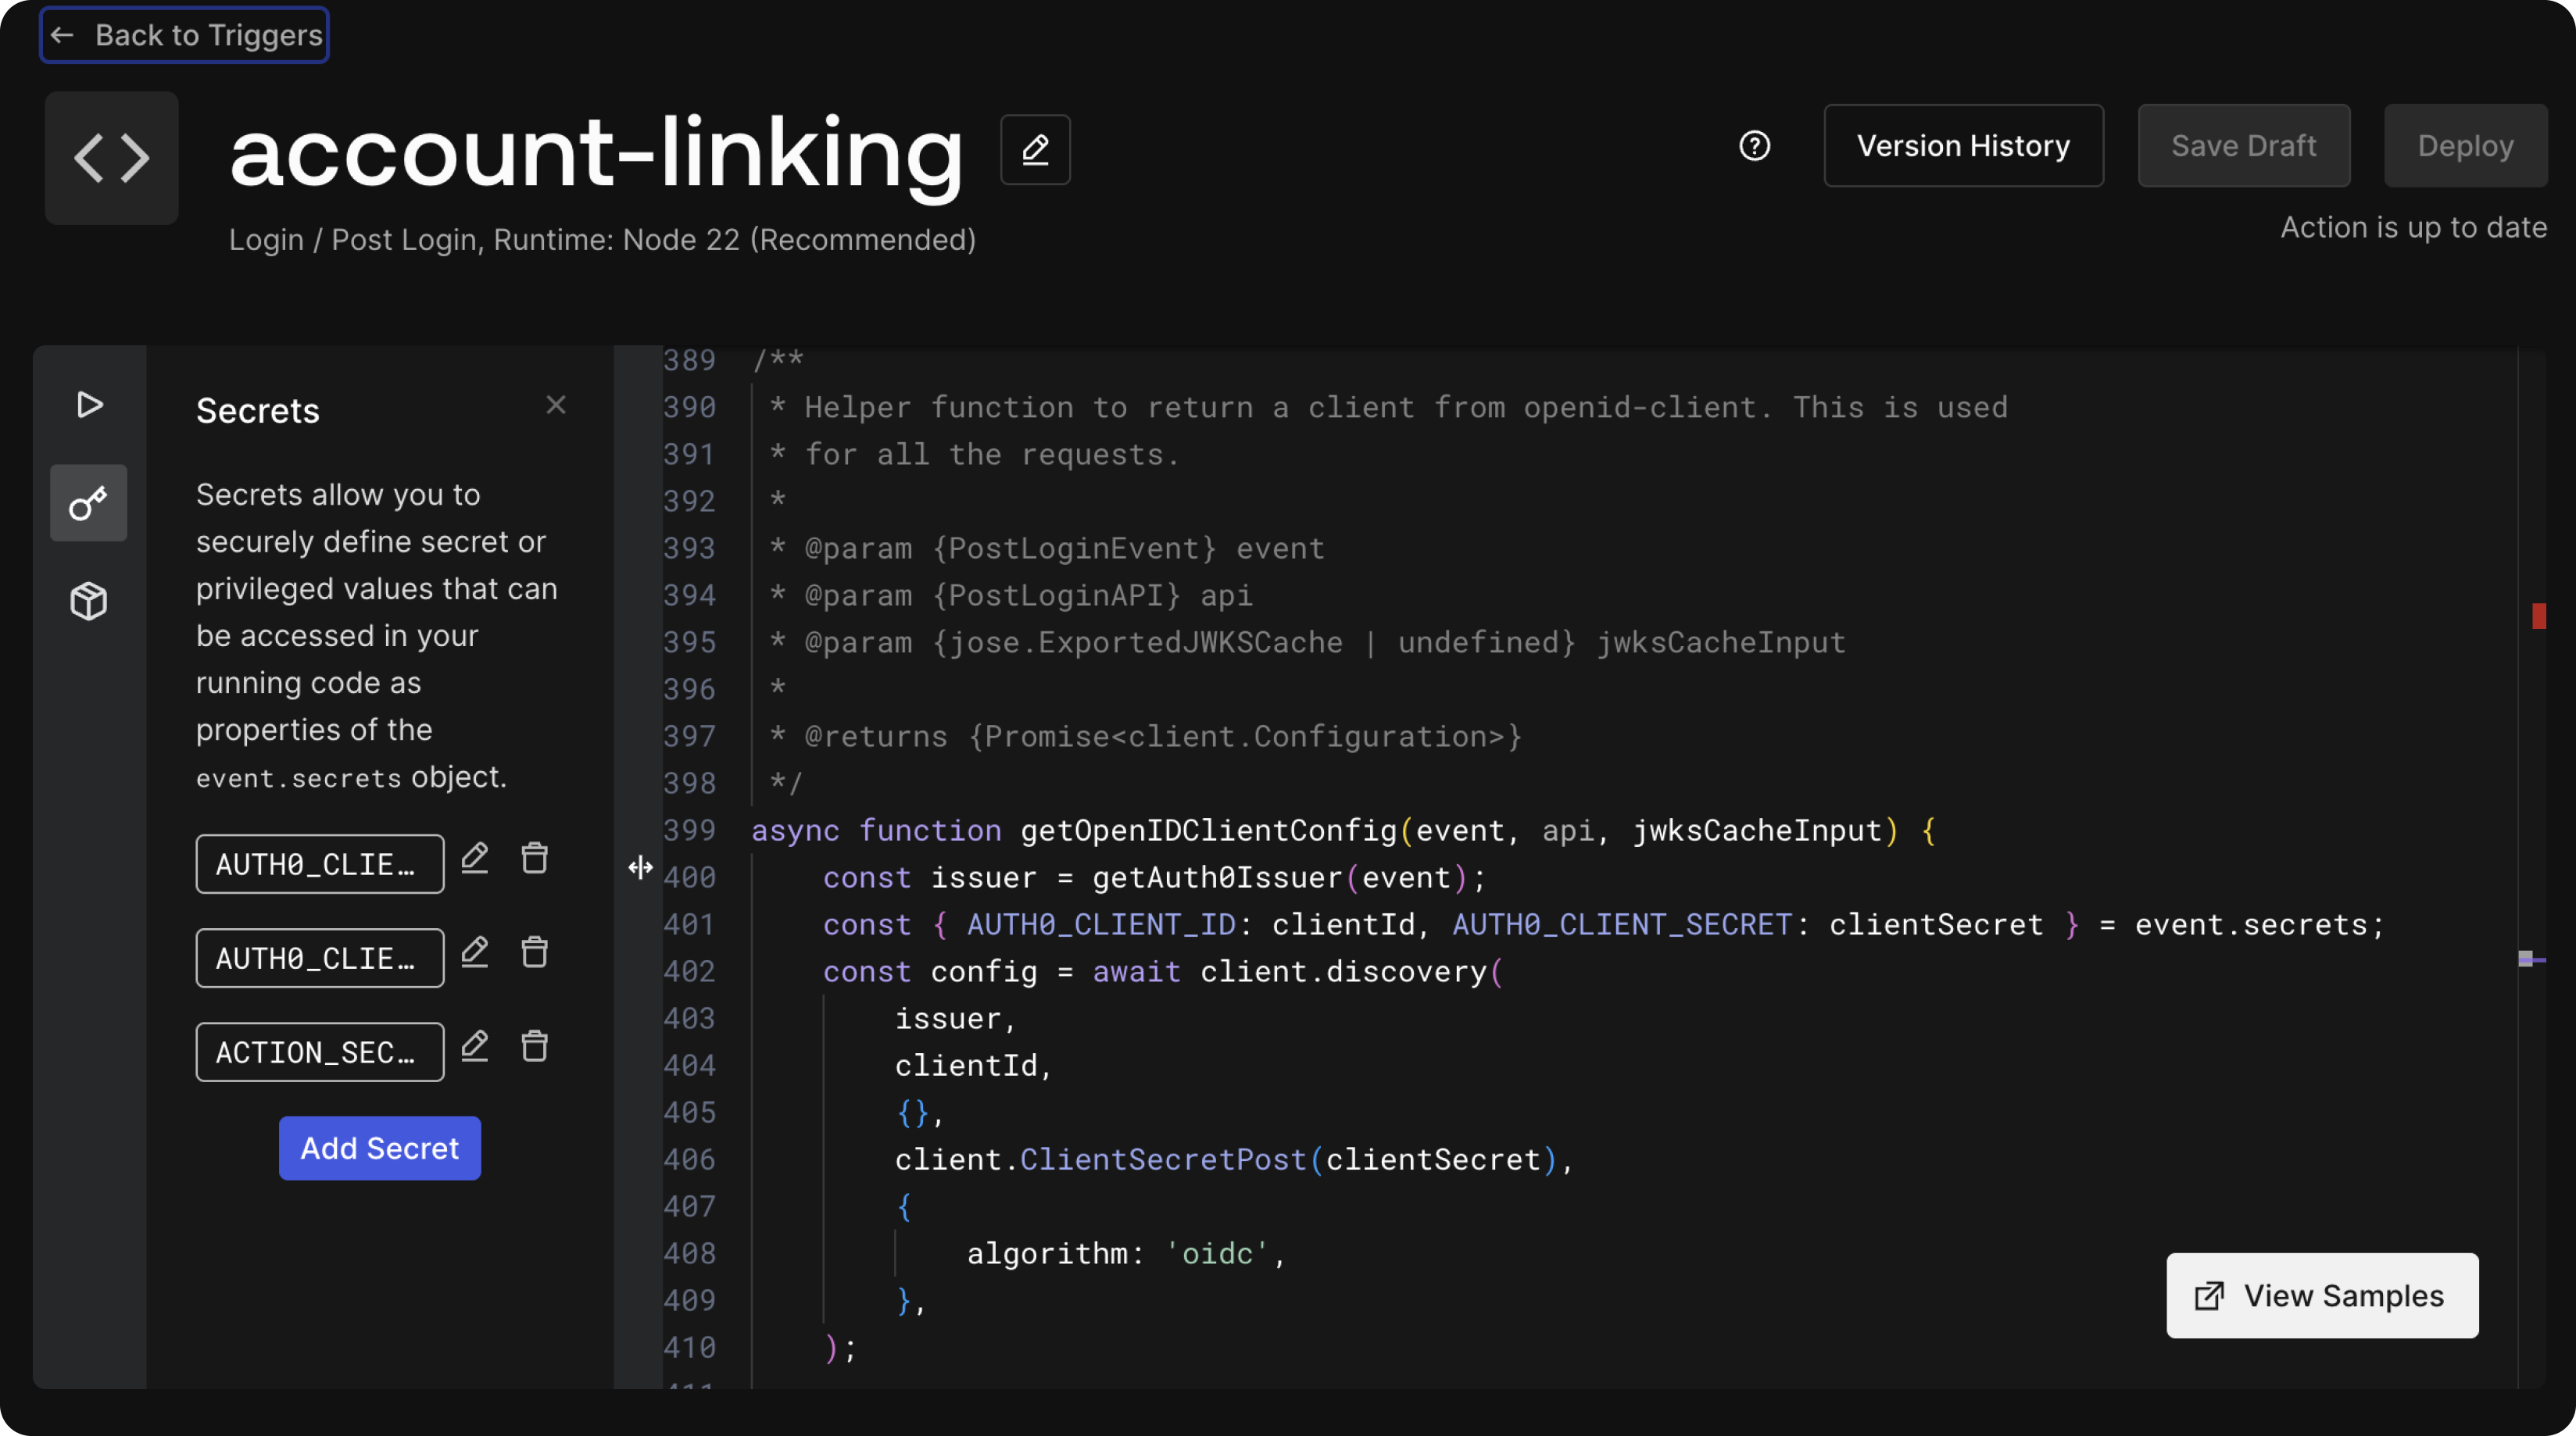 ← Back to Triggers
account-linking
Login / Post Login, Runtime: Node 22 (Recommended)
Version History
Save Draft
Deploy
Action is up to date
Secrets
Secrets allow you to
securely define secret or
privileged values that can
be accessed in your
running code as
properties of the
event.secrets object.
AUTH0_CLIE…
AUTH0_CLIE…
ACTION_SEC…
Add Secret
389 /**
390 * Helper function to return a client from openid-client. This is used
391 * for all the requests.
392 *
393 * @param {PostLoginEvent} event
394 * @param {PostLoginAPI} api
395 * @param {jose.ExportedJWKSCache | undefined} jwksCacheInput
396 *
397 * @returns {Promise<client.Configuration>}
398 */
399 async function getOpenIDClientConfig(event, api, jwksCacheInput) {
400 const issuer = getAuth0Issuer(event);
401 const { AUTH0_CLIENT_ID: clientId, AUTH0_CLIENT_SECRET: clientSecret } = event.secrets;
402 const config = await client.discovery(
403 issuer,
404 clientId,
405 {},
406 client.ClientSecretPost(clientSecret),
407 {
408 algorithm: 'oidc',
409 },
410 );
View Samples